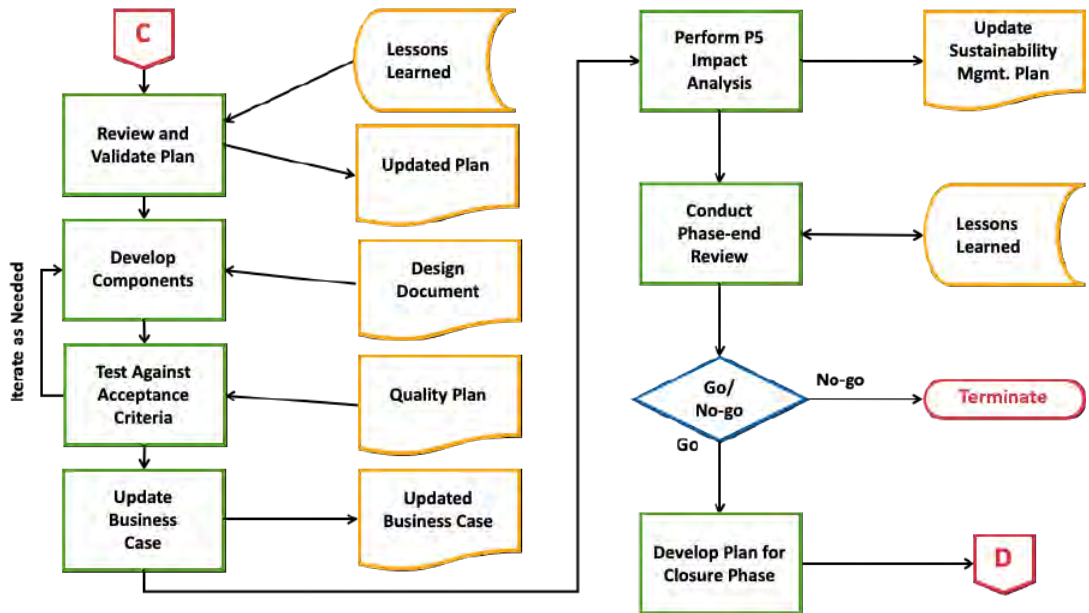 C
Lessons
Learned
Review and
Validate Plan
Updated Plan
Develop
Components
Design
Document
Iterate as Needed
Test Against
Acceptance
Criteria
Quality Plan
Update
Business
Case
Updated
Business Case
Perform P5
Impact
Analysis
Update
Sustainability
Mgmt. Plan
Conduct
Phase-end
Review
Lessons
Learned
Go/
No-go
No-go
Terminate
Go
Develop Plan for
Closure Phase
D